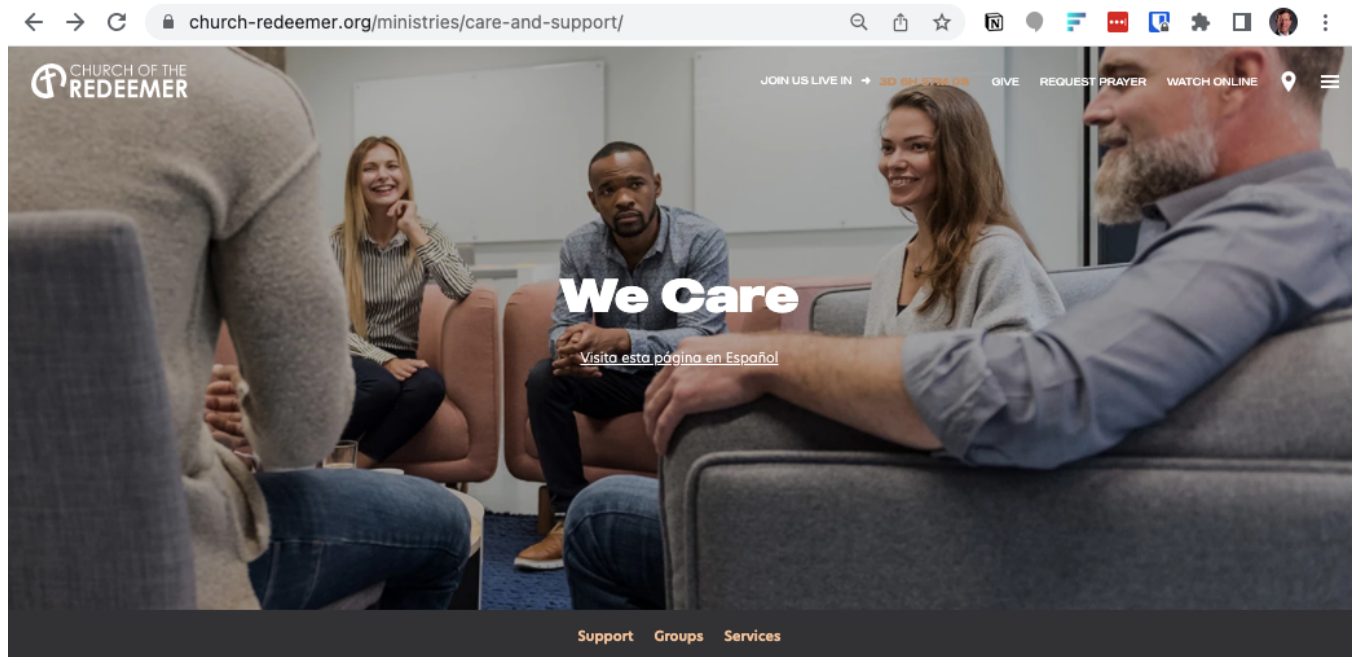 church-redeemer.org/ministries/care-and-support/
CHURCH OF THE
REDEEMER
JOIN US LIVE IN → GIVE REQUEST PRAYER WATCH ONLINE
We Care
Visita esta página en Español
Support Groups Services